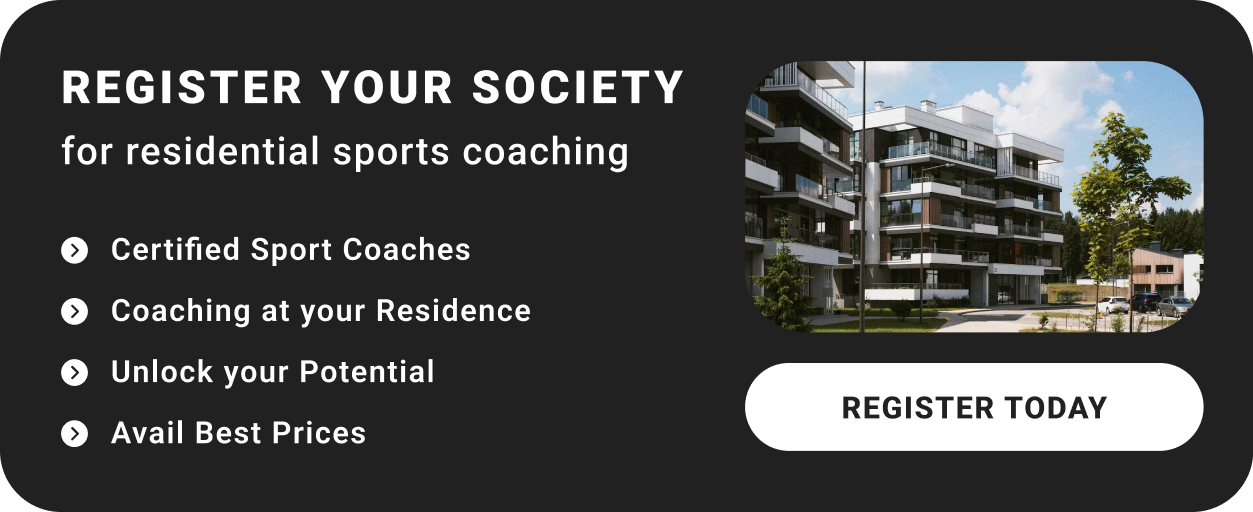 REGISTER YOUR SOCIETY
for residential sports coaching
Certified Sport Coaches
Coaching at your Residence
Unlock your Potential
Avail Best Prices
REGISTER TODAY